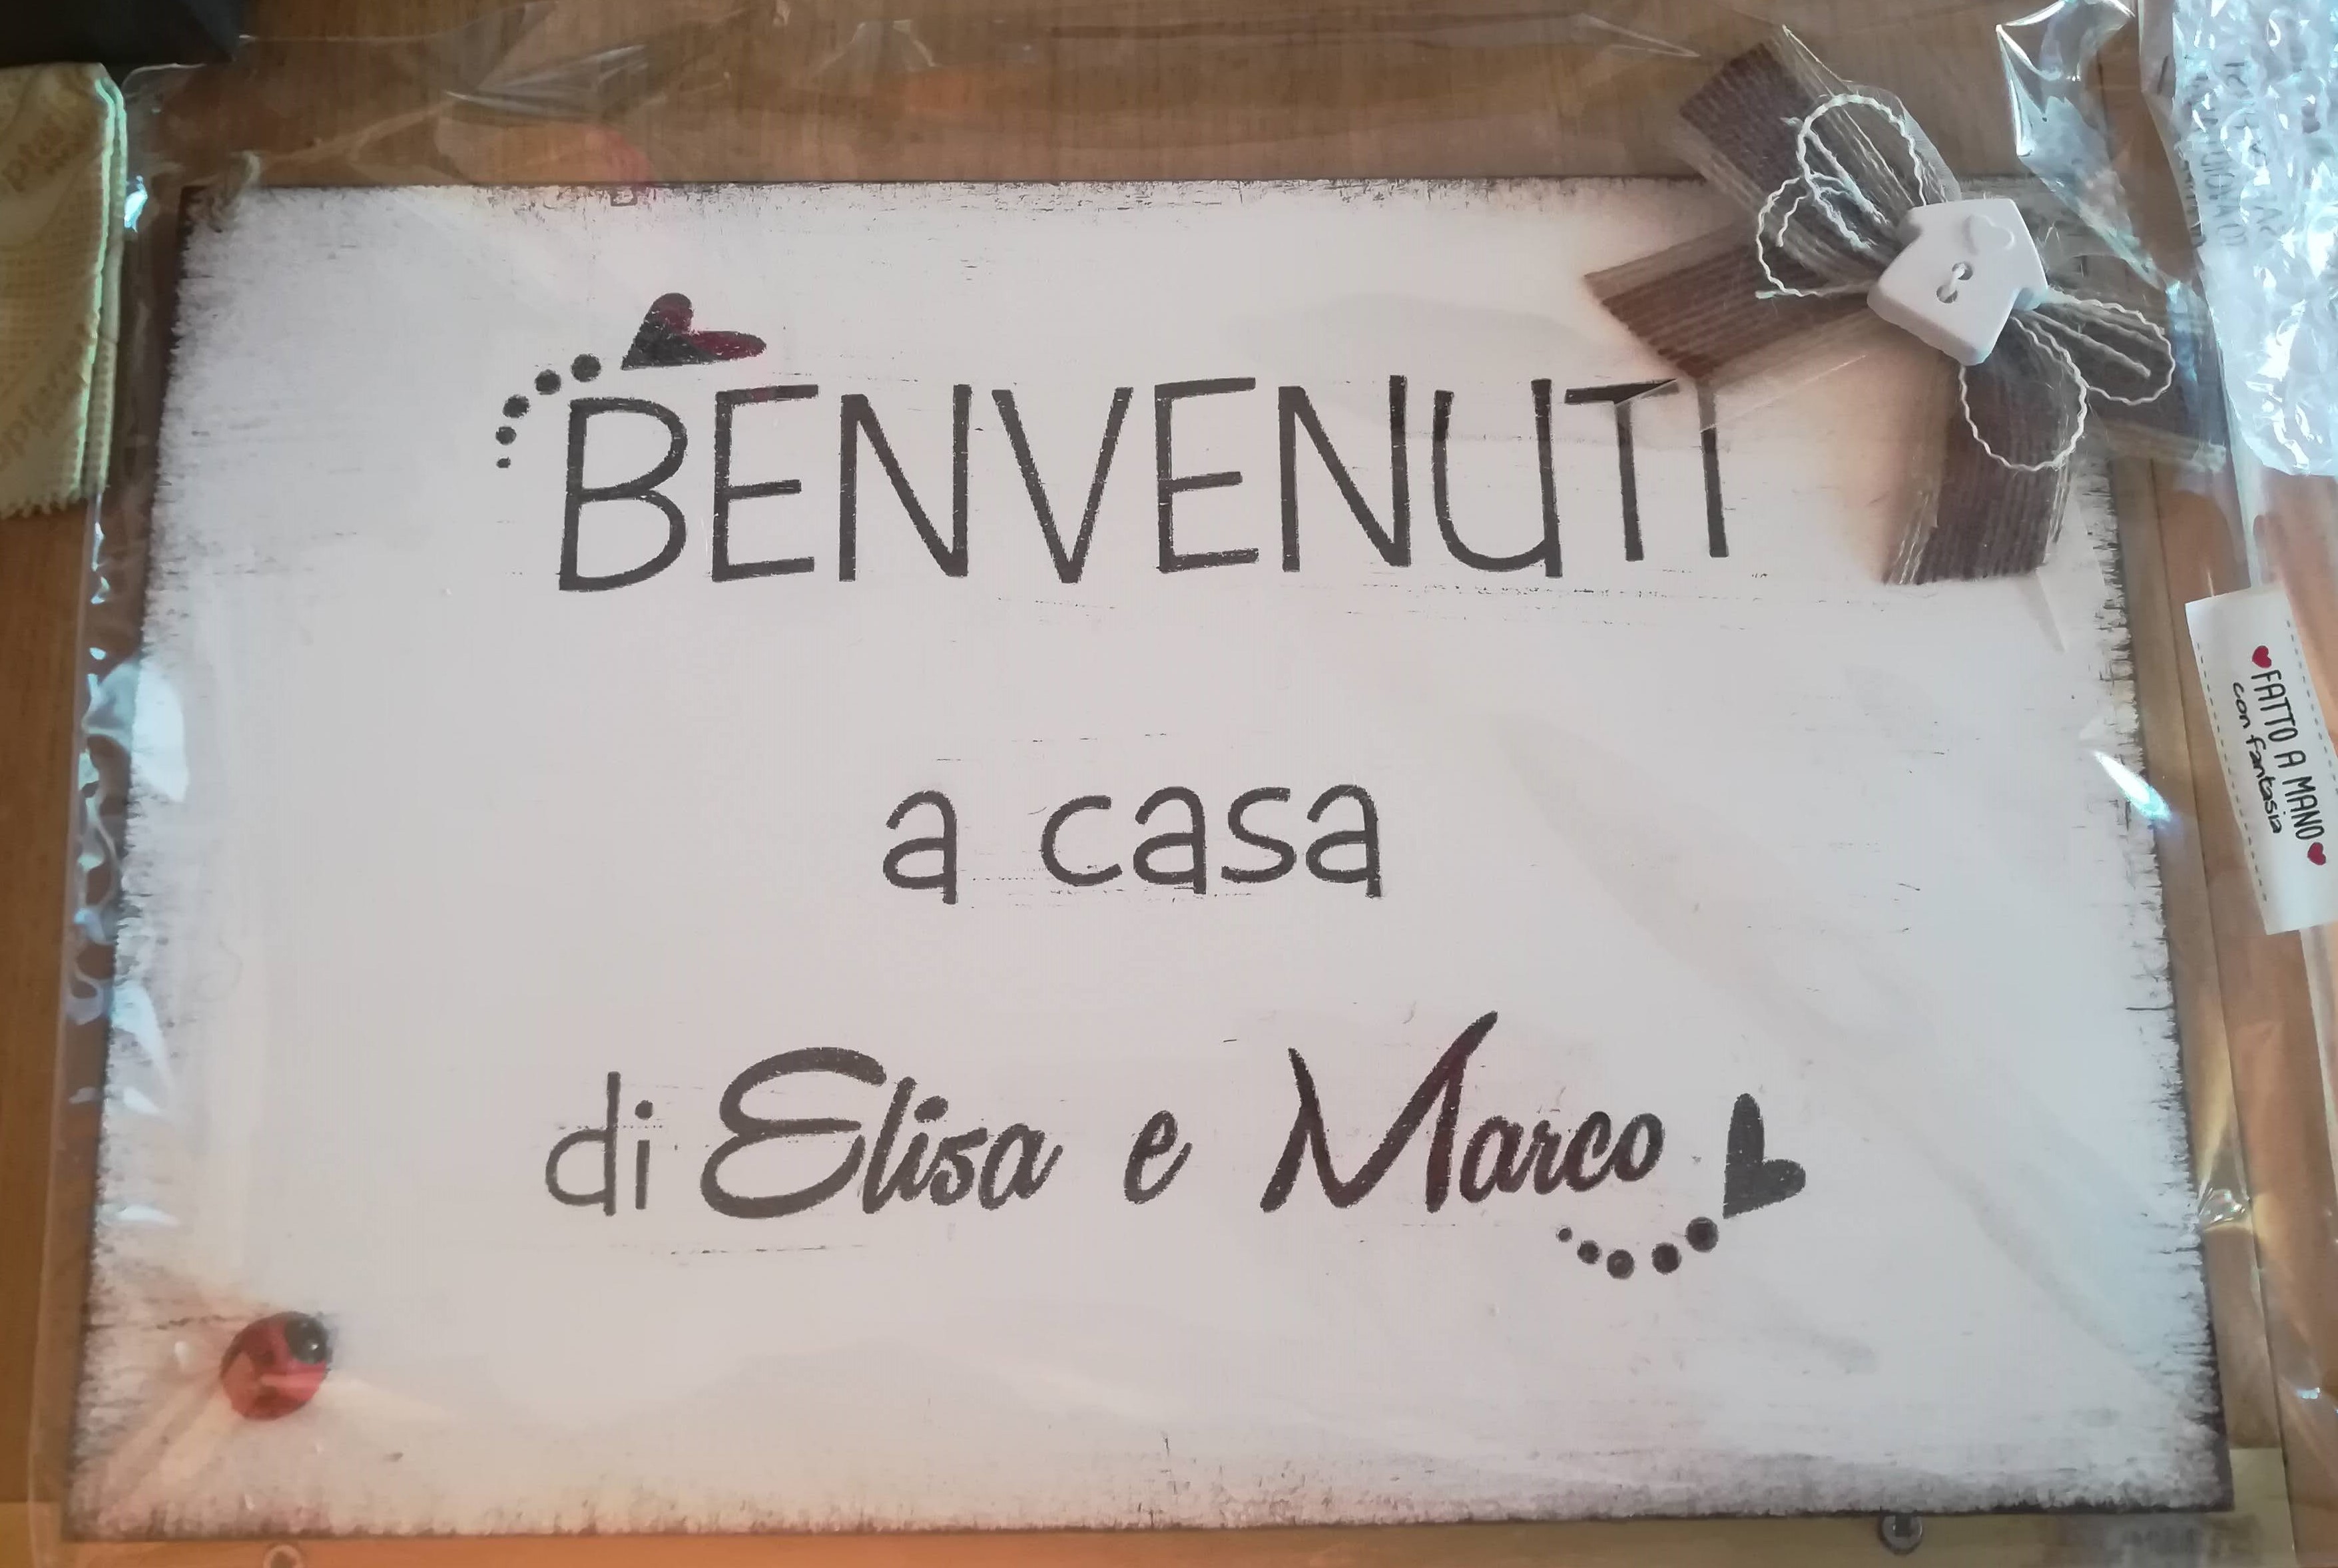 BENVENUTI
a casa
di Elisa e Marco
FATTO A MANO
con fantasia